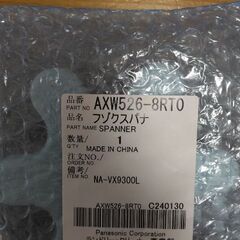 品番 AXW526-8RT0
PART NO
品名 フゾクスパナ
PART NAME SPANNER
数量 1
Q'TY MADE IN CHINA
注文NO.
ORDER NO
備考 NA-VX9300L
ITEM NO.
AXW526-8RT0 C240130
Panasonic Corporation